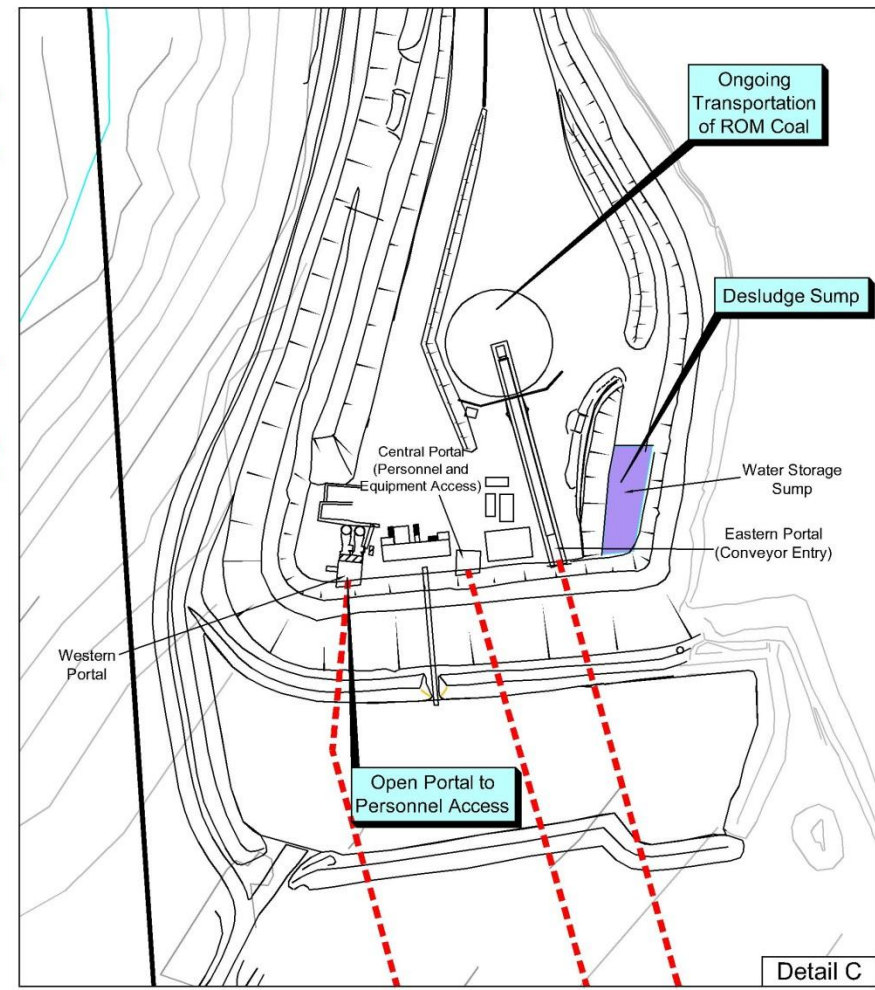 Ongoing
Transportation
of ROM Coal
Desludge Sump
Central Portal
(Personnel and
Equipment Access)
Water Storage
Sump
Eastern Portal
(Conveyor Entry)
Western
Portal
Open Portal to
Personnel Access
Detail C